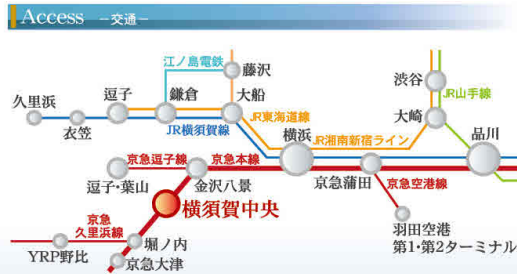 Access －交通－
江ノ島電鉄
藤沢
渋谷
JR山手線
久里浜
逗子
鎌倉
大船
衣笠
JR東海道線
JR横須賀線
大崎
横浜
JR湘南新宿ライン
品川
京急逗子線
京急本線
逗子・葉山
金沢八景
京急蒲田
京急空港線
横須賀中央
京急
久里浜線
羽田空港
第1・第2ターミナル
YRP野比
堀ノ内
京急大津